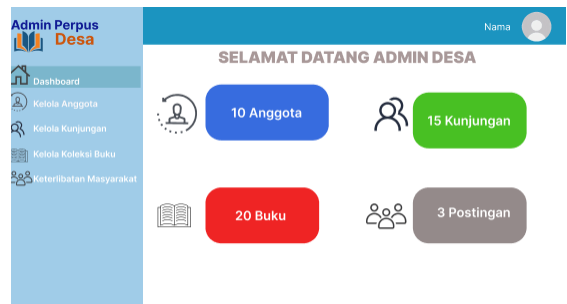 Admin Perpus
Desa
Nama
SELAMAT DATANG ADMIN DESA
Dashboard
Kelola Anggota
Kelola Kunjungan
Kelola Koleksi Buku
Keterlibatan Masyarakat
10 Anggota
15 Kunjungan
20 Buku
3 Postingan